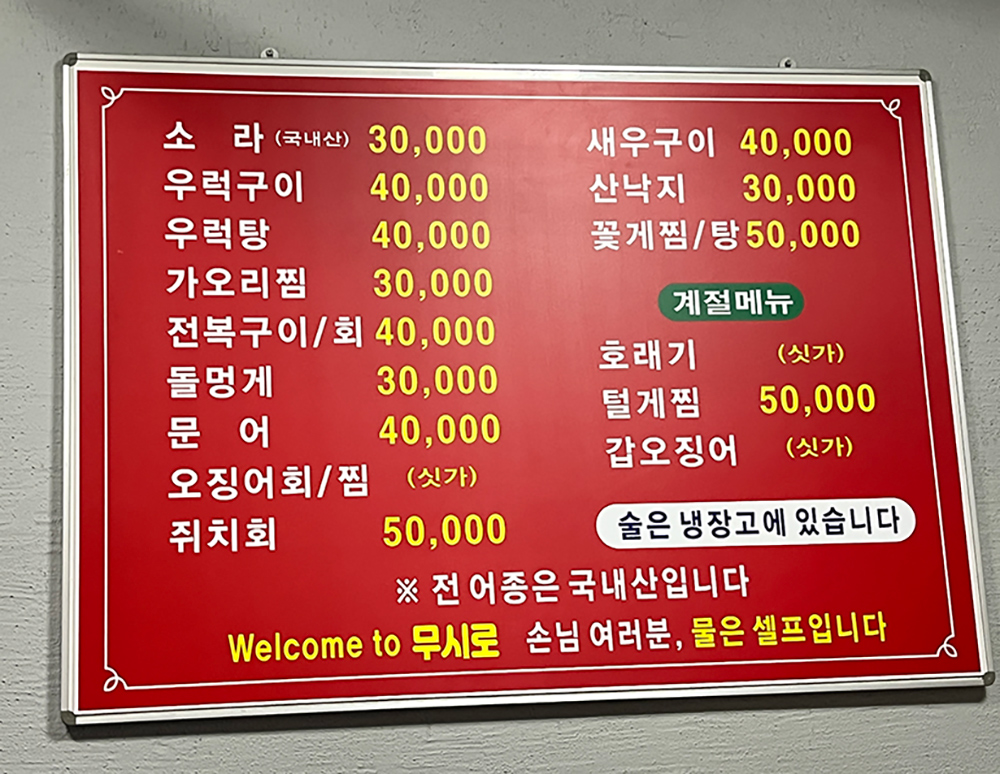 소 라 (국내산) 30,000
우럭구이 40,000
우럭탕 40,000
가오리찜 30,000
전복구이/회 40,000
돌멍게 30,000
문 어 40,000
오징어회/찜 (싯가)
쥐치회 50,000
새우구이 40,000
산낙지 30,000
꽃게찜/탕 50,000
계절메뉴
호래기 (싯가)
털게찜 50,000
갑오징어 (싯가)
술은 냉장고에 있습니다
※ 전 어종은 국내산입니다
Welcome to 무시로 손님 여러분, 물은 셀프입니다